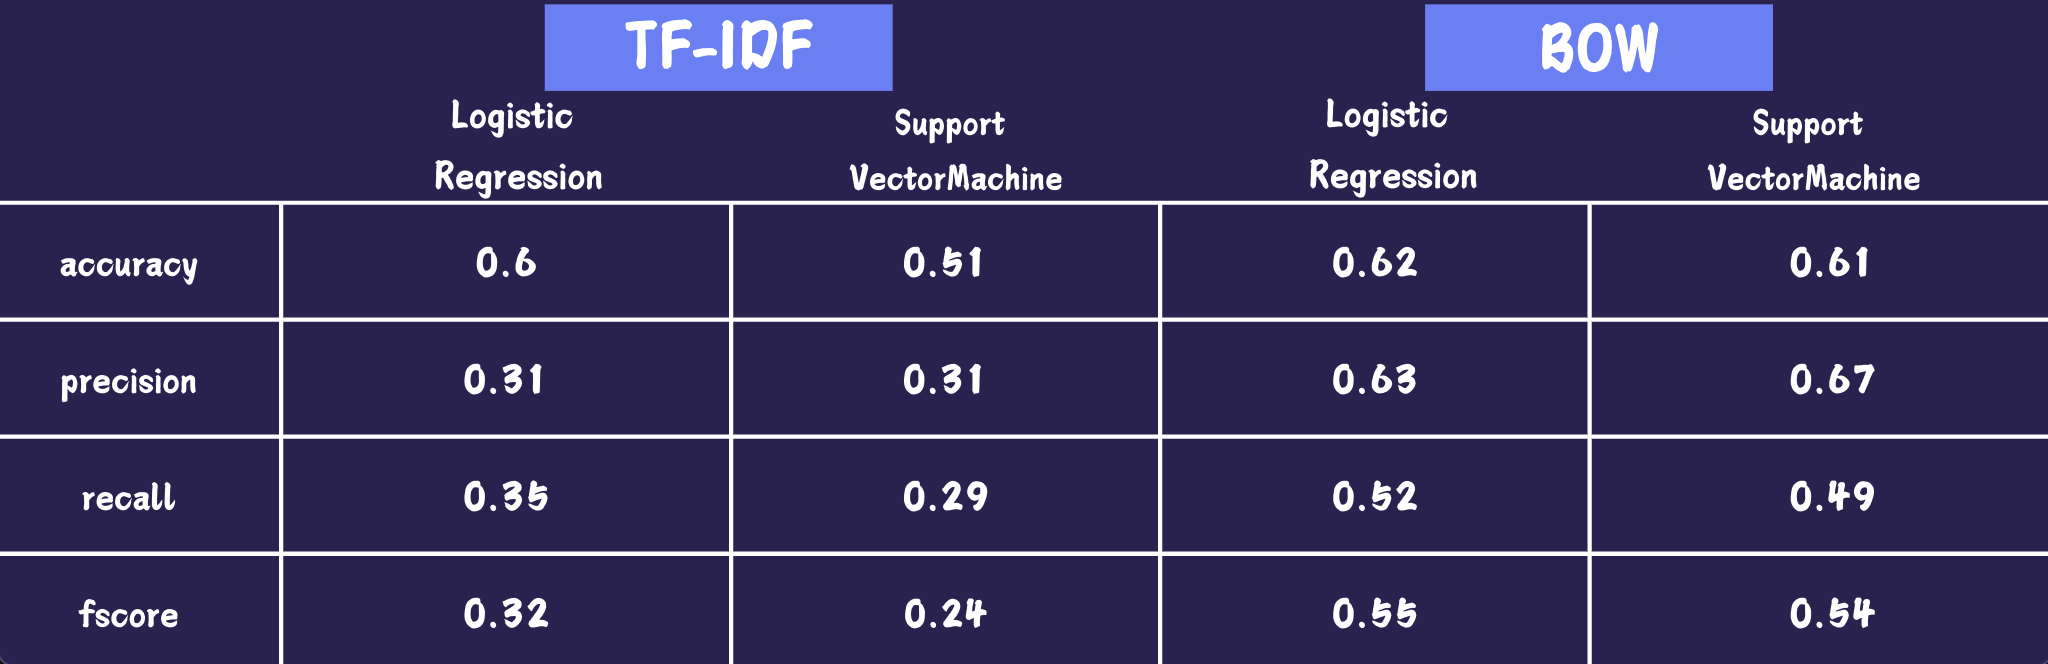 TF-IDF BOW
Logistic Support Logistic Support
Regression VectorMachine Regression VectorMachine
accuracy 0.6 0.51 0.62 0.61
precision 0.31 0.31 0.63 0.67
recall 0.35 0.29 0.52 0.49
fscore 0.32 0.24 0.55 0.54